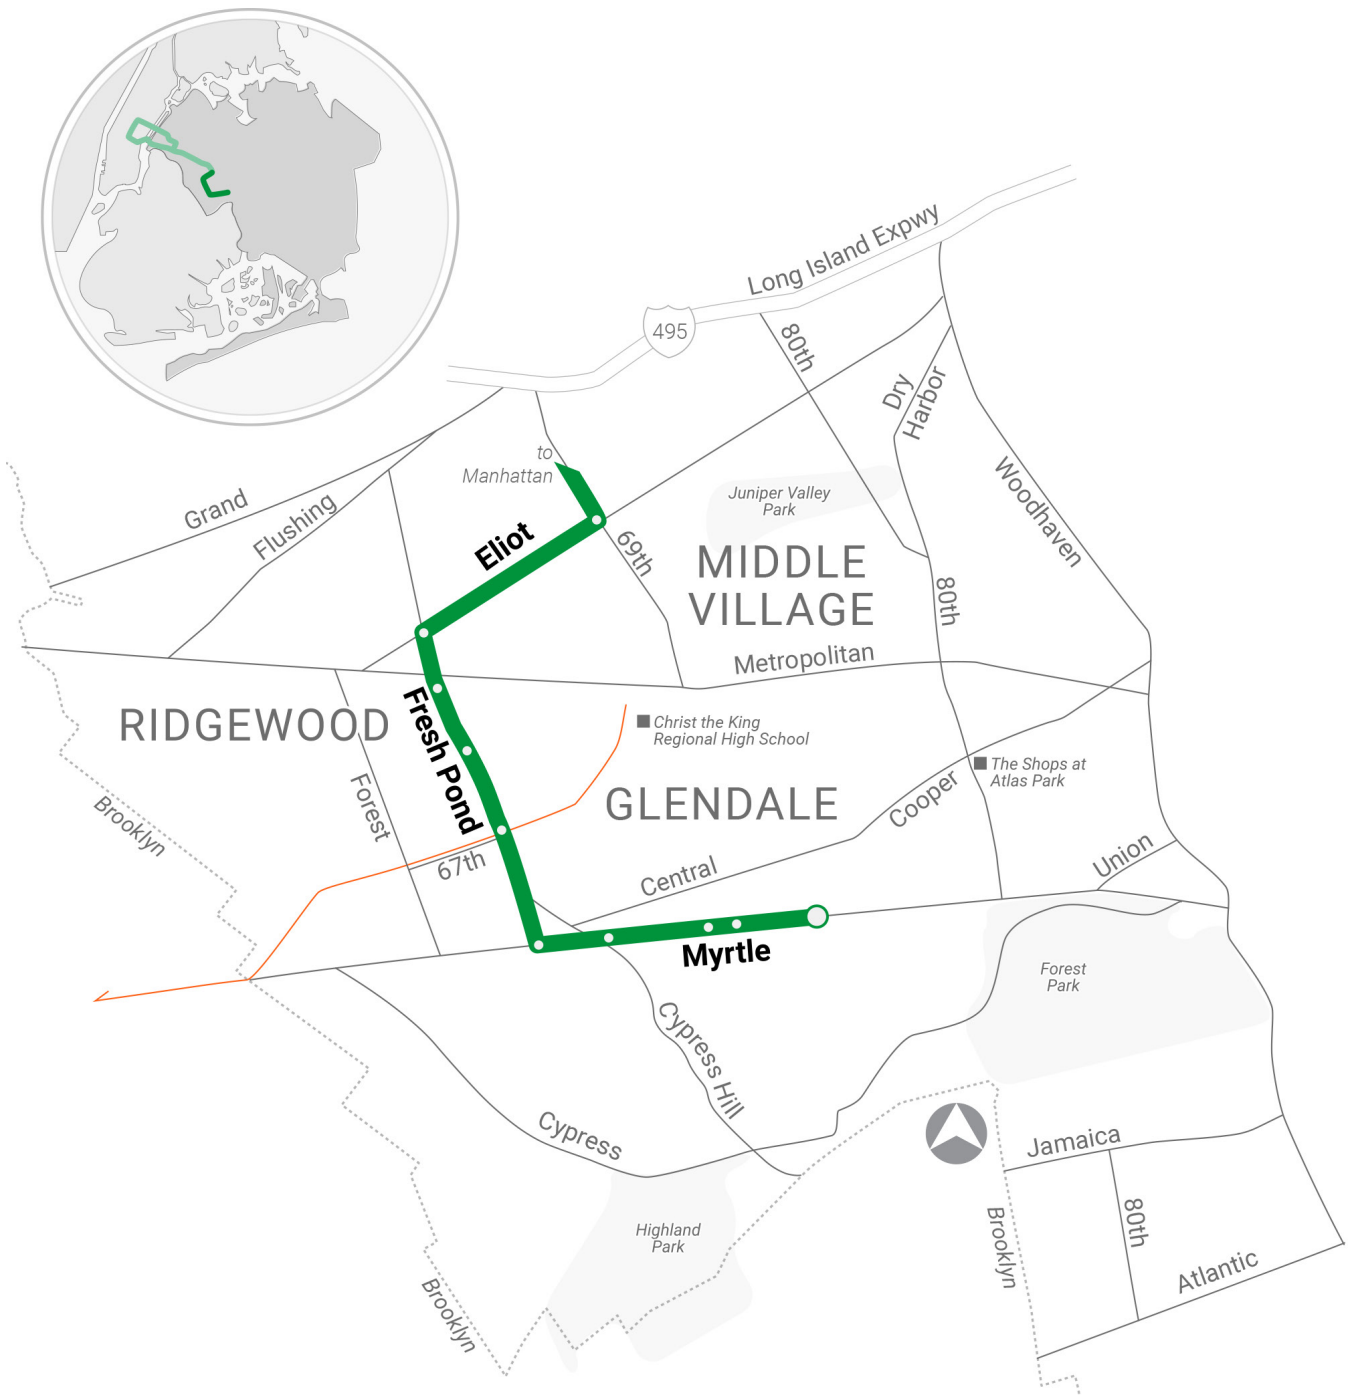 Long Island Expwy
495
80th
Dry
Harbor
to
Manhattan
Grand
Flushing
Eliot
69th
Juniper Valley
Park
Woodhaven
MIDDLE
VILLAGE
80th
Metropolitan
RIDGEWOOD
Fresh Pond
Christ the King
Regional High School
The Shops at
Atlas Park
Brooklyn
Forest
GLENDALE
Cooper
67th
Central
Union
Myrtle
Forest
Park
Cypress Hill
Cypress
Jamaica
Highland
Park
Brooklyn
80th
Atlantic
Brooklyn